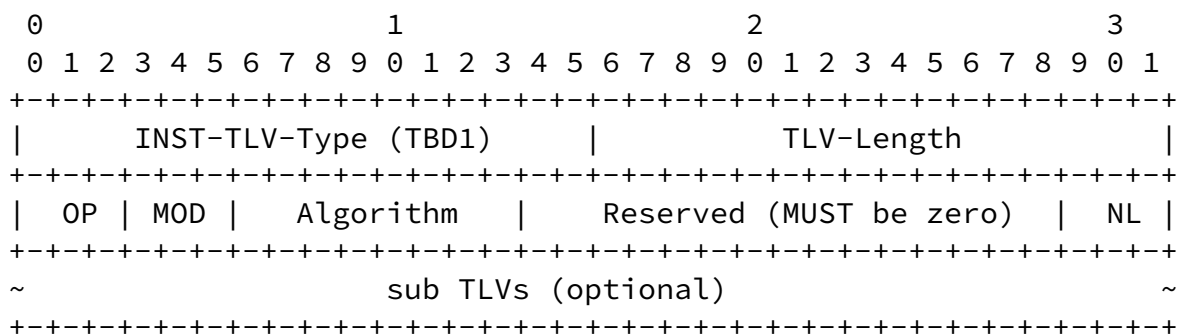 0                   1                   2                   3
 0 1 2 3 4 5 6 7 8 9 0 1 2 3 4 5 6 7 8 9 0 1 2 3 4 5 6 7 8 9 0 1
+-+-+-+-+-+-+-+-+-+-+-+-+-+-+-+-+-+-+-+-+-+-+-+-+-+-+-+-+-+-+-+-+
|      INST-TLV-Type (TBD1)     |          TLV-Length           |
+-+-+-+-+-+-+-+-+-+-+-+-+-+-+-+-+-+-+-+-+-+-+-+-+-+-+-+-+-+-+-+-+
|  OP | MOD |   Algorithm   |    Reserved (MUST be zero)  |  NL |
+-+-+-+-+-+-+-+-+-+-+-+-+-+-+-+-+-+-+-+-+-+-+-+-+-+-+-+-+-+-+-+-+
~                    sub TLVs (optional)                        ~
+-+-+-+-+-+-+-+-+-+-+-+-+-+-+-+-+-+-+-+-+-+-+-+-+-+-+-+-+-+-+-+-+